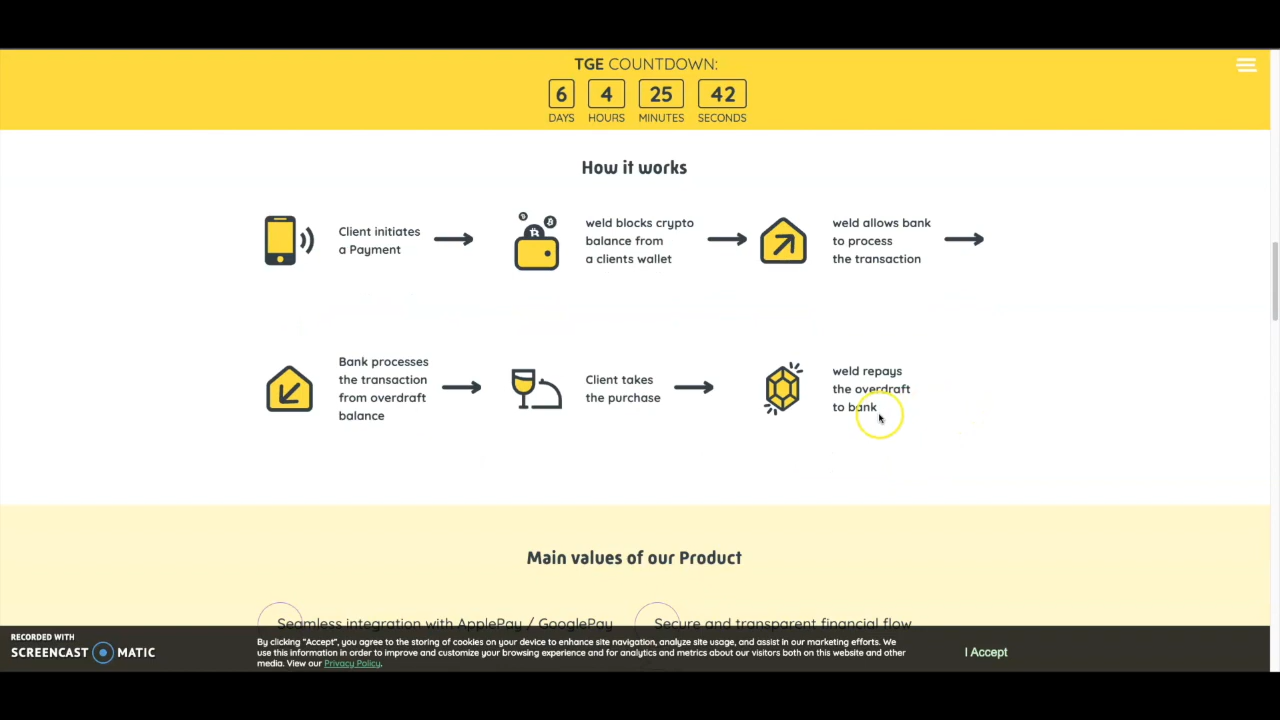 TGE COUNTDOWN:
6 4 25 42
DAYS HOURS MINUTES SECONDS
How it works
Client initiates
a Payment
weld blocks crypto
balance from
a clients wallet
weld allows bank
to process
the transaction
Bank processes
the transaction
from overdraft
balance
Client takes
the purchase
weld repays
the overdraft
to bank
Main values of our Product
Seamless integration with ApplePay / GooglePay
Secure and transparent financial flow
RECORDED WITH
SCREENCAST MATIC
By clicking "Accept", you agree to the storing of cookies on your device to enhance site navigation, analyze site usage, and assist in our marketing efforts. We
use this information in order to improve and customize your browsing experience and for analytics and metrics about our visitors both on this website and other
media. View our Privacy Policy.
I Accept